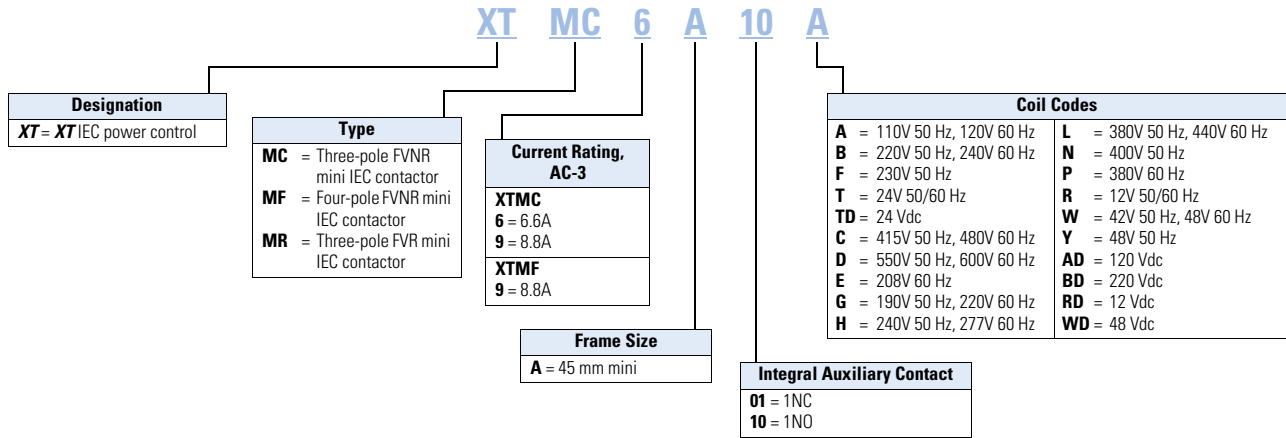 XT MC 6 A 10 A
Designation
XT = XT IEC power control
Type
MC = Three-pole FVNR
mini IEC contactor
MF = Four-pole FVNR mini
IEC contactor
MR = Three-pole FVR mini
IEC contactor
Current Rating,
AC-3
XTMC
6 = 6.6A
9 = 8.8A
XTMF
9 = 8.8A
Frame Size
A = 45 mm mini
Integral Auxiliary Contact
01 = 1NC
10 = 1NO
Coil Codes
A = 110V 50 Hz, 120V 60 Hz
B = 220V 50 Hz, 240V 60 Hz
F = 230V 50 Hz
T = 24V 50/60 Hz
TD = 24 Vdc
C = 415V 50 Hz, 480V 60 Hz
D = 550V 50 Hz, 600V 60 Hz
E = 208V 60 Hz
G = 190V 50 Hz, 220V 60 Hz
H = 240V 50 Hz, 277V 60 Hz
L = 380V 50 Hz, 440V 60 Hz
N = 400V 50 Hz
P = 380V 60 Hz
R = 12V 50/60 Hz
W = 42V 50 Hz, 48V 60 Hz
Y = 48V 50 Hz
AD = 120 Vdc
BD = 220 Vdc
RD = 12 Vdc
WD = 48 Vdc